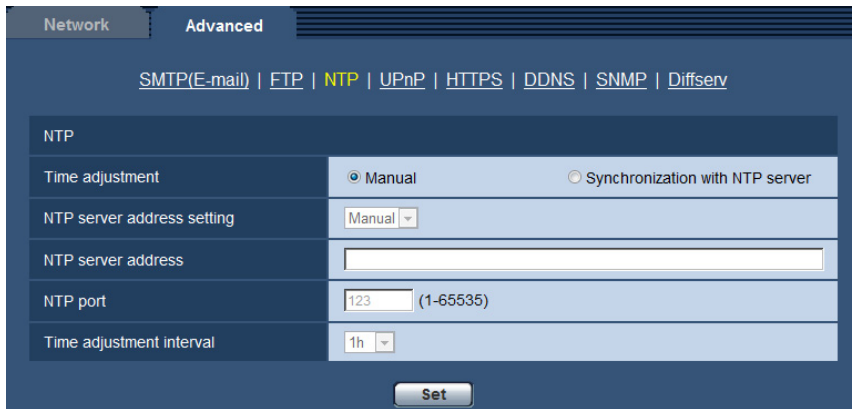 Network Advanced
SMTP(E-mail) | FTP | NTP | UPnP | HTTPS | DDNS | SNMP | Diffserv
NTP
Time adjustment Manual Synchronization with NTP server
NTP server address setting Manual
NTP server address
NTP port 123 (1-65535)
Time adjustment interval 1h
Set